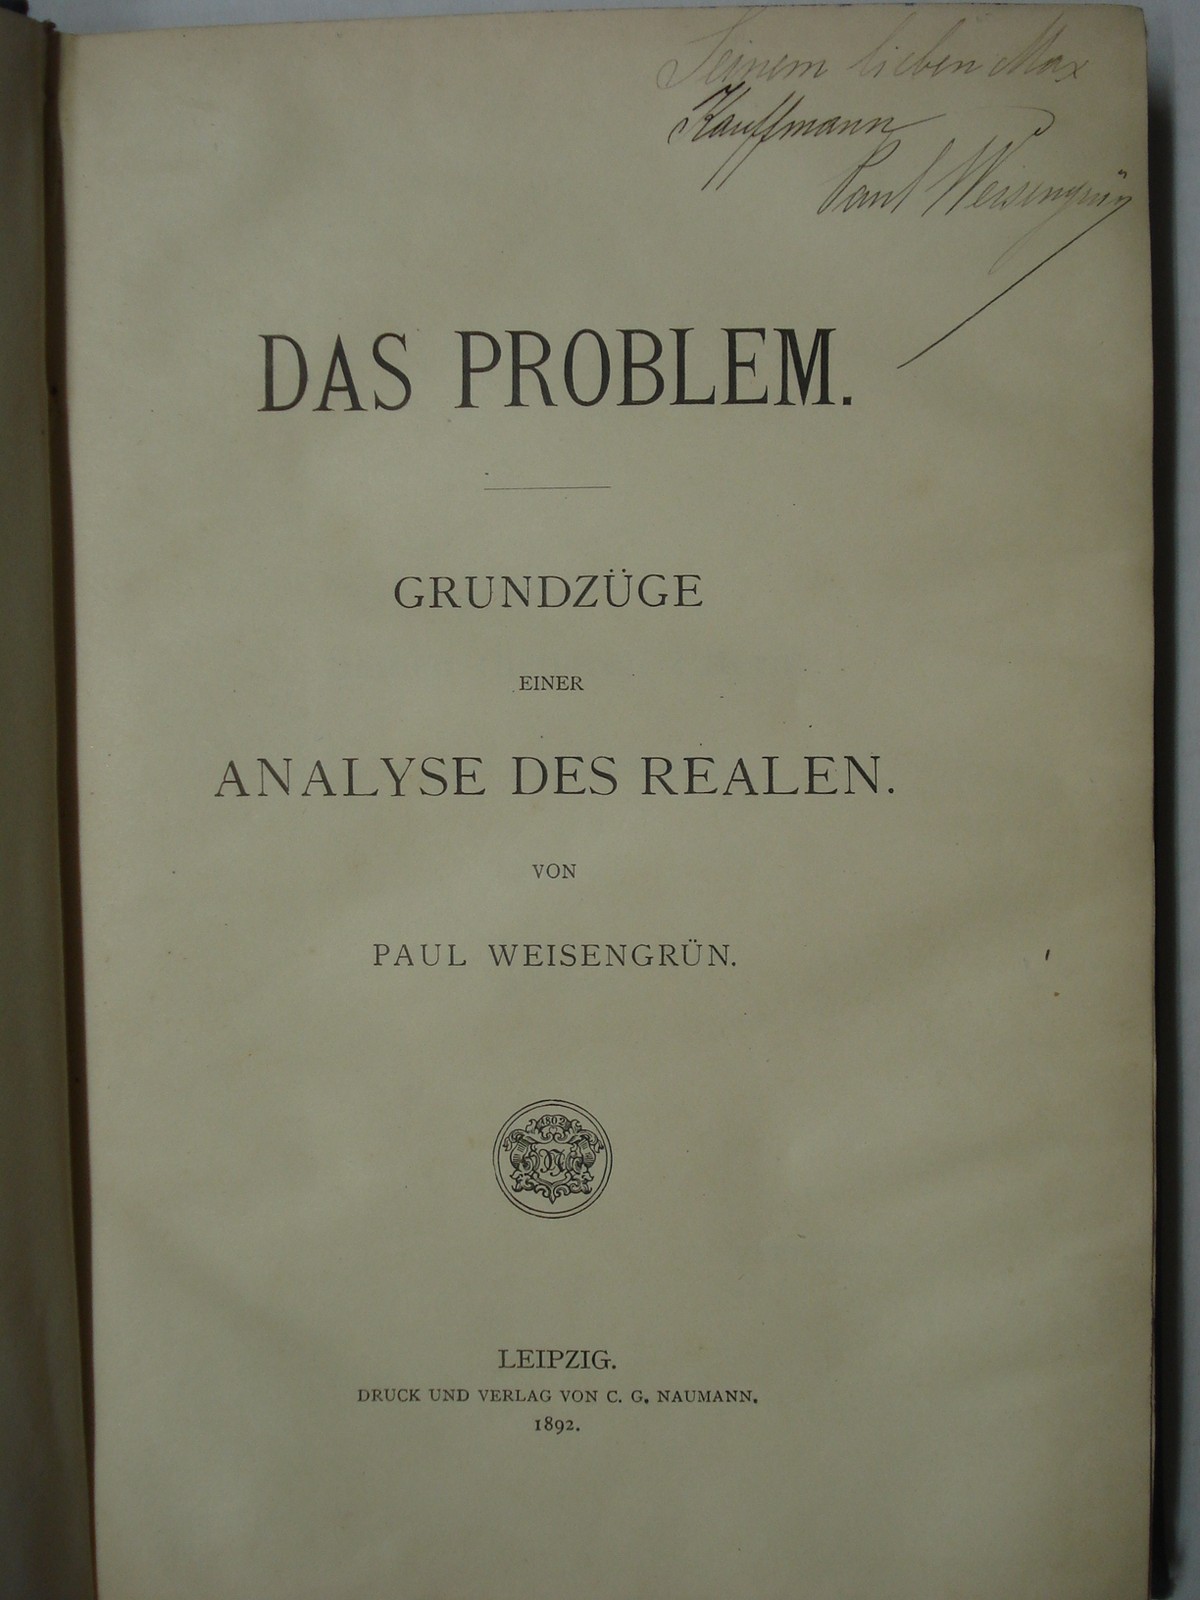 Seinem lieben Max
Kauffmann
Paul Weisengrün
DAS PROBLEM.
GRUNDZÜGE
EINER
ANALYSE DES REALEN.
VON
PAUL WEISENGRÜN.
1802
LEIPZIG.
DRUCK UND VERLAG VON C. G. NAUMANN.
1892.